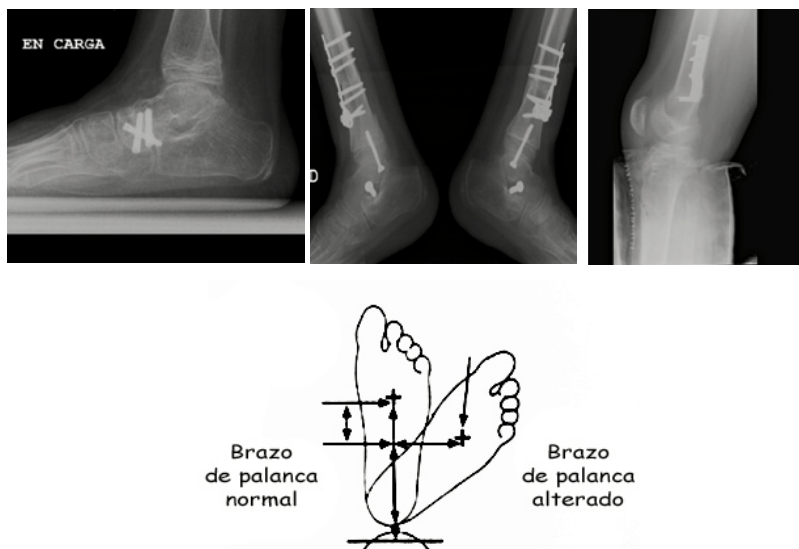 EN CARGA
D
Brazo
de palanca
normal
Brazo
de palanca
alterado